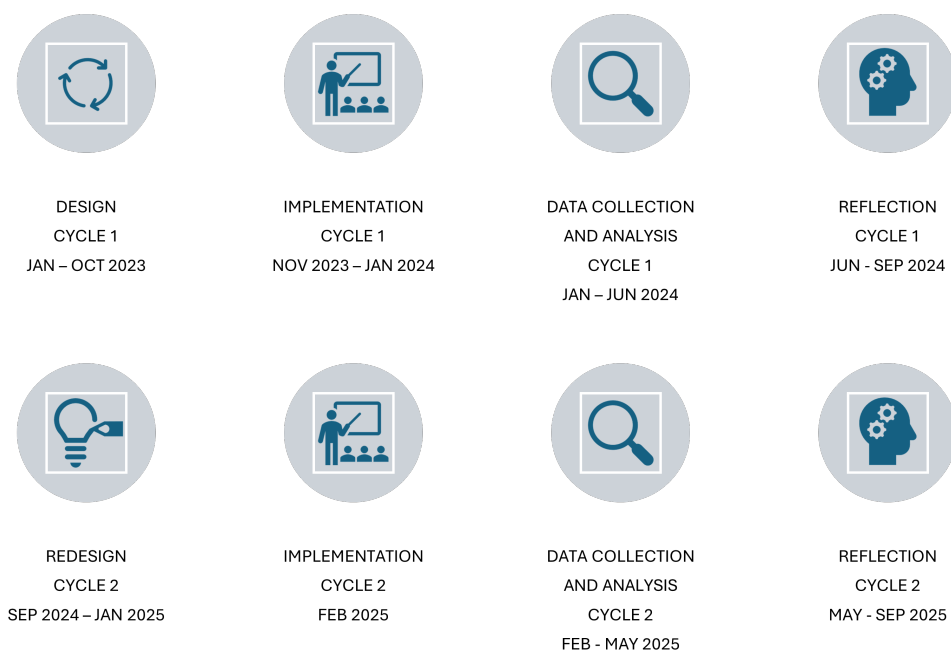 DESIGN
CYCLE 1
JAN – OCT 2023
IMPLEMENTATION
CYCLE 1
NOV 2023 – JAN 2024
DATA COLLECTION
AND ANALYSIS
CYCLE 1
JAN – JUN 2024
REFLECTION
CYCLE 1
JUN - SEP 2024
REDESIGN
CYCLE 2
SEP 2024 – JAN 2025
IMPLEMENTATION
CYCLE 2
FEB 2025
DATA COLLECTION
AND ANALYSIS
CYCLE 2
FEB - MAY 2025
REFLECTION
CYCLE 2
MAY - SEP 2025